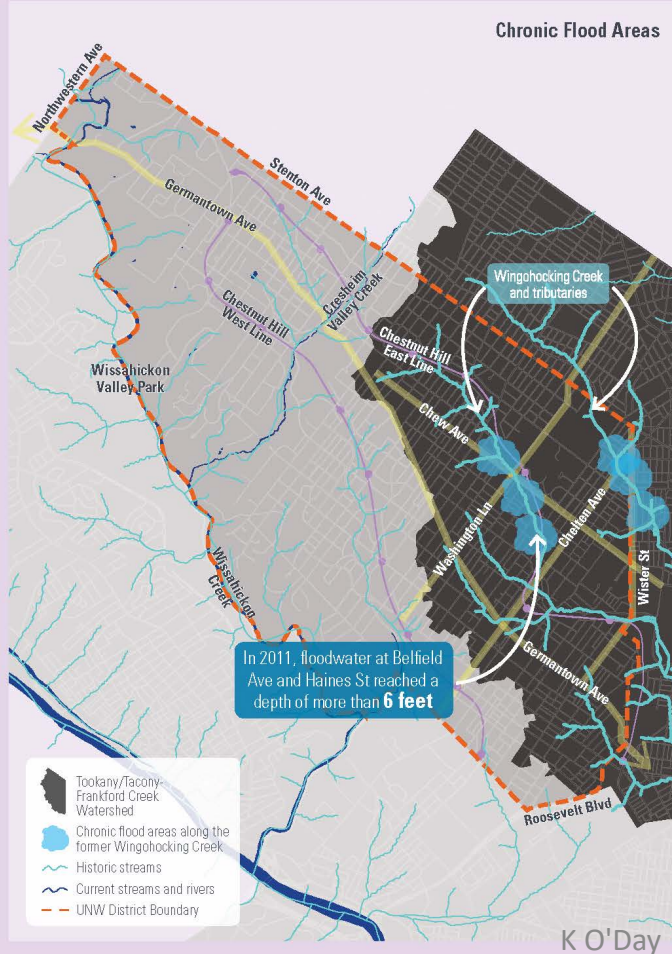 Chronic Flood Areas
Northwestern Ave
Stenton Ave
Germantown Ave
Wingohocking Creek
and tributaries
Cresheim
Valley Creek
Chestnut Hill
West Line
Chestnut Hill
East Line
Wissahickon
Valley Park
Chew Ave
Washington Ln
Chelten Ave
Wister St
Wissahickon
Creek
Germantown Ave
In 2011, floodwater at Belfield
Ave and Haines St reached a
depth of more than 6 feet
Roosevelt Blvd
Tookany/Tacony-
Frankford Creek
Watershed
Chronic flood areas along the
former Wingohocking Creek
Historic streams
Current streams and rivers
UNW District Boundary
K O'Day